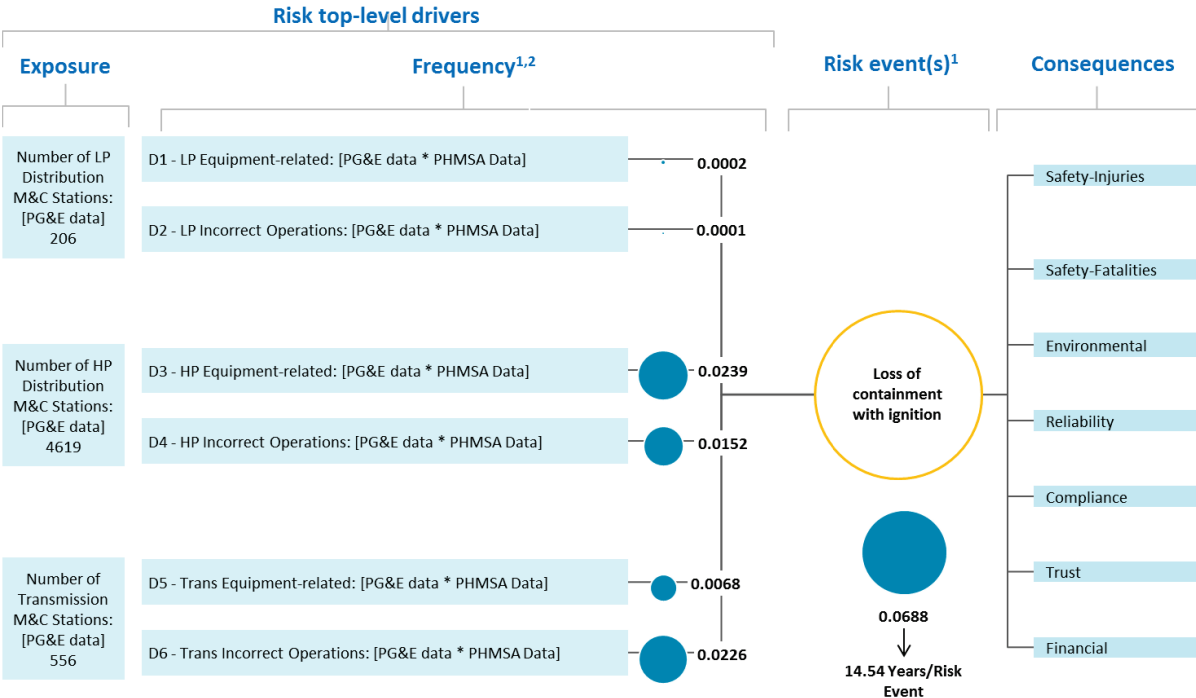 Risk top-level drivers
Exposure
Frequency1,2
Risk event(s)1
Consequences
Number of LP
Distribution
M&C Stations:
[PG&E data]
206
D1 - LP Equipment-related: [PG&E data * PHMSA Data]
0.0002
D2 - LP Incorrect Operations: [PG&E data * PHMSA Data]
0.0001
Number of HP
Distribution
M&C Stations:
[PG&E data]
4619
D3 - HP Equipment-related: [PG&E data * PHMSA Data]
0.0239
D4 - HP Incorrect Operations: [PG&E data * PHMSA Data]
0.0152
Number of
Transmission
M&C Stations:
[PG&E data]
556
D5 - Trans Equipment-related: [PG&E data * PHMSA Data]
0.0068
D6 - Trans Incorrect Operations: [PG&E data * PHMSA Data]
0.0226
Loss of
containment
with ignition
0.0688
14.54 Years/Risk
Event
Safety-Injuries
Safety-Fatalities
Environmental
Reliability
Compliance
Trust
Financial